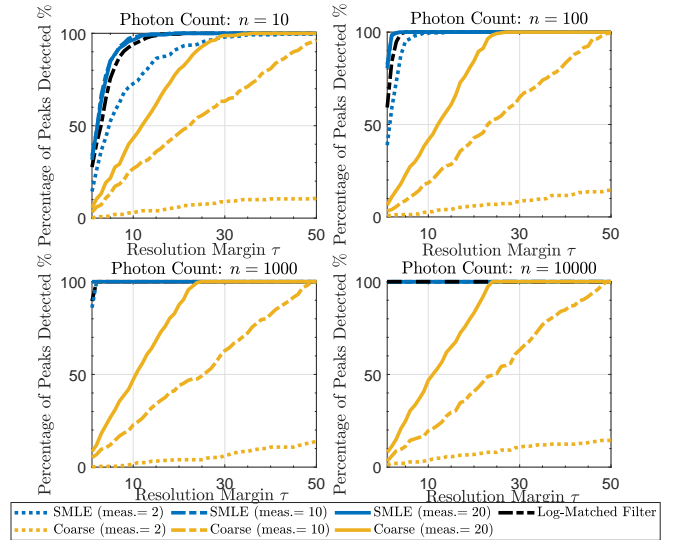 Photon Count: n = 10
Photon Count: n = 100
Percentage of Peaks Detected %
100
50
0
10
30
50
Resolution Margin τ
Percentage of Peaks Detected %
100
50
0
10
30
50
Resolution Margin τ
Photon Count: n = 1000
Photon Count: n = 10000
Percentage of Peaks Detected %
100
50
0
10
30
50
Resolution Margin τ
Percentage of Peaks Detected %
100
50
0
10
30
50
Resolution Margin τ
SMLE (meas.= 2) SMLE (meas.= 10) SMLE (meas.= 20) Log-Matched Filter
Coarse (meas.= 2) Coarse (meas.= 10) Coarse (meas.= 20)